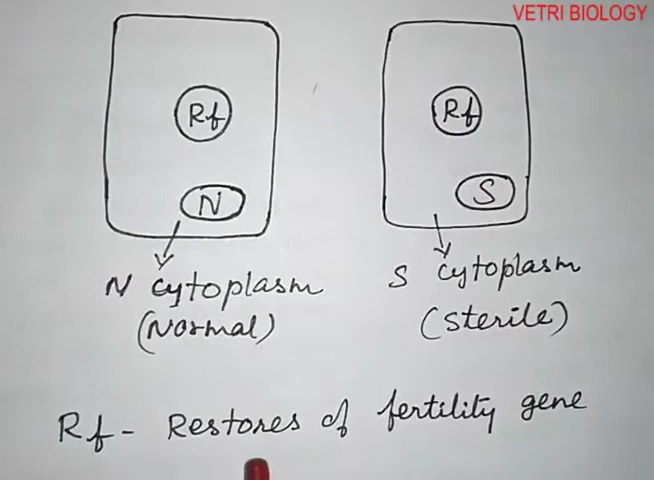 VETRI BIOLOGY
Rf
Rf
N
S
N cytoplasm
(Normal)
S cytoplasm
(Sterile)
Rf - Restores of fertility gene